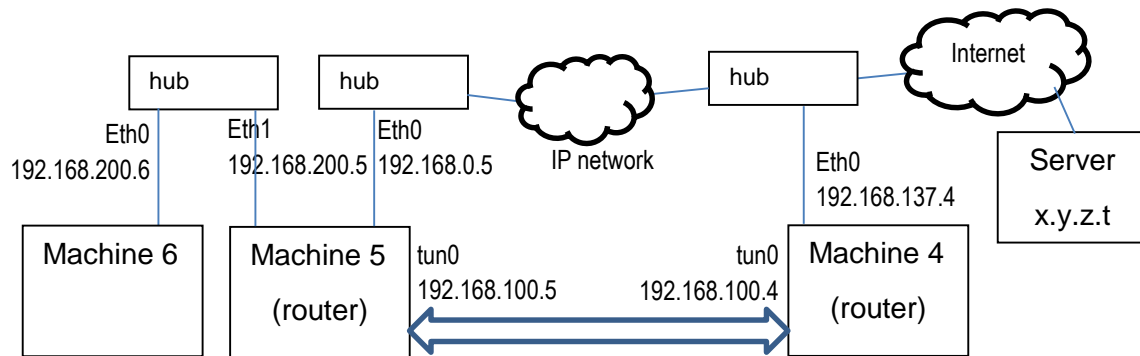 hub
hub
hub
Internet
Eth0
192.168.200.6
Eth1
192.168.200.5
Eth0
192.168.0.5
IP network
Eth0
192.168.137.4
Server
x.y.z.t
Machine 6
Machine 5
(router)
tun0
192.168.100.5
tun0
192.168.100.4
Machine 4
(router)